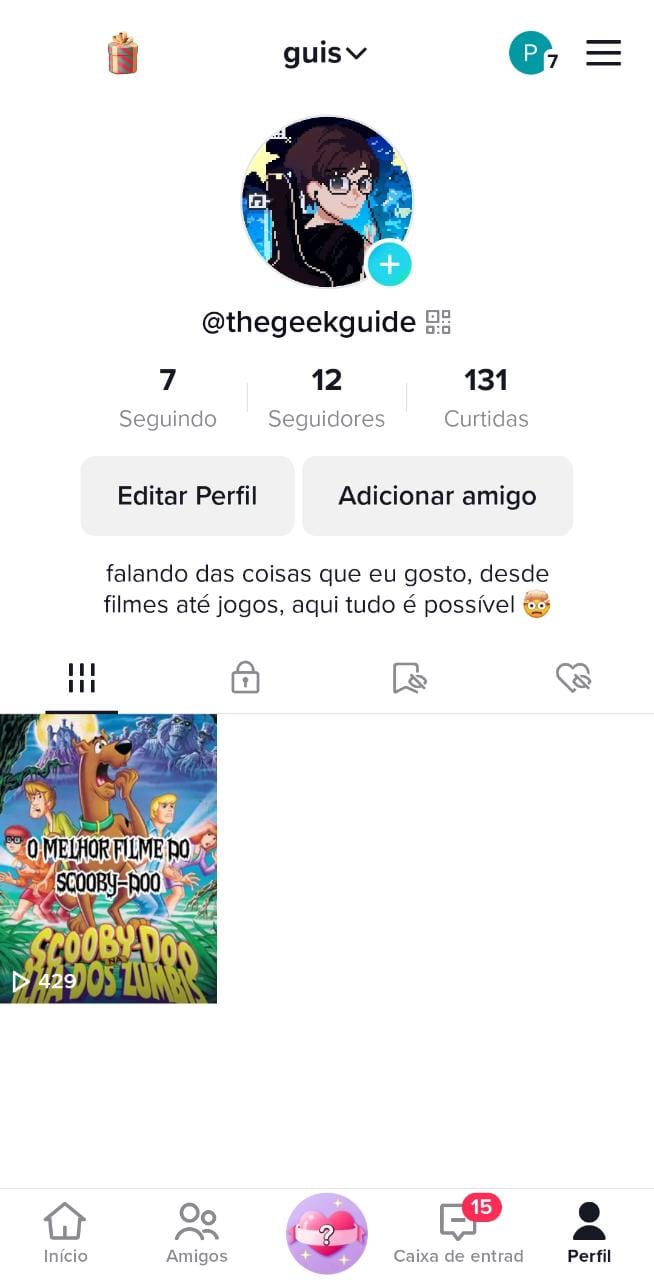 guis
P
7
@thegeekguide
7
12
131
Seguindo
Seguidores
Curtidas
Editar Perfil
Adicionar amigo
falando das coisas que eu gosto, desde
filmes até jogos, aqui tudo é possível 🤯
O MELHOR FILME DO
SCOOBY-DOO
SCOOBY-DOO
NA
ILHA DOS ZUMBIS
429
?
15
Início
Amigos
Caixa de entrad
Perfil